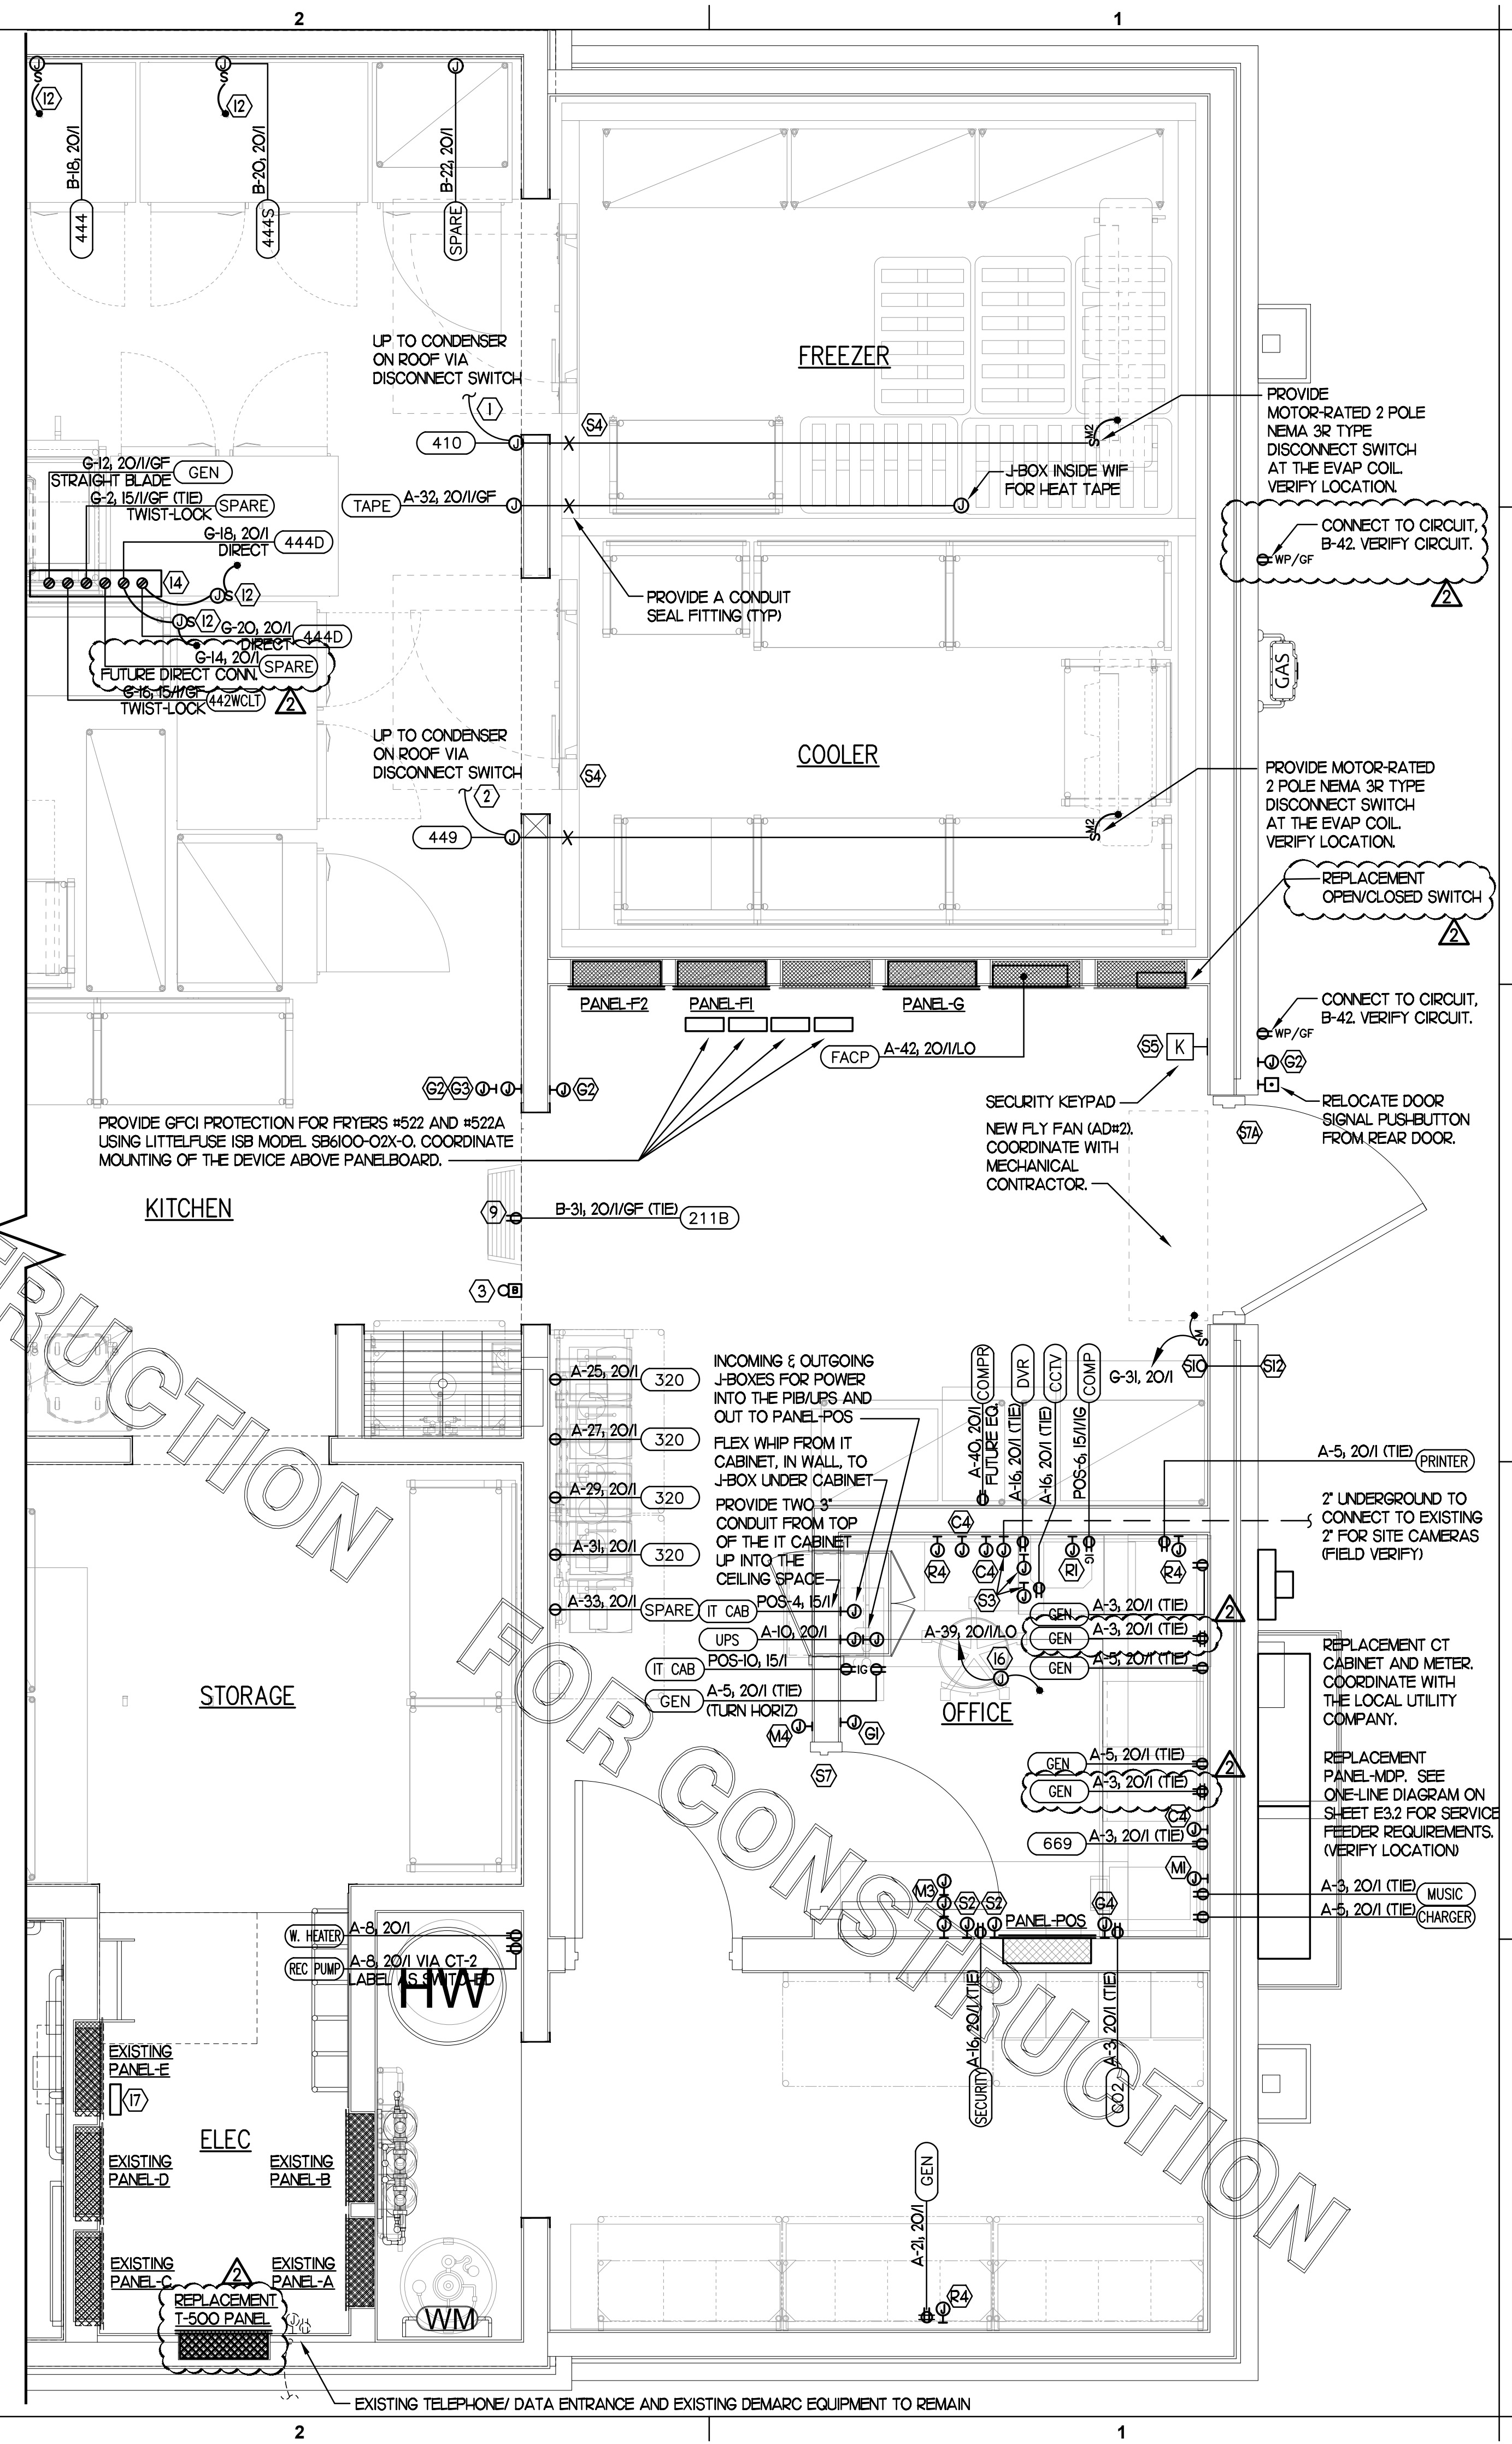 2
1
J
S
12
B-18, 20/1
444
J
S
12
B-20, 20/1
444S
J
B-22, 20/1
SPARE
UP TO CONDENSER
ON ROOF VIA
DISCONNECT SWITCH
1
FREEZER
410
J
X
S4
SM2
PROVIDE
MOTOR-RATED 2 POLE
NEMA 3R TYPE
DISCONNECT SWITCH
AT THE EVAP COIL.
VERIFY LOCATION.
G-12, 20/1/GF
STRAIGHT BLADE
GEN
G-2, 15/1/GF (TIE)
TWIST-LOCK
SPARE
G-18, 20/1
DIRECT
444D
TAPE
A-32, 20/1/GF
J
X
J
J-BOX INSIDE WIF
FOR HEAT TAPE
CONNECT TO CIRCUIT,
B-42. VERIFY CIRCUIT.
WP/GF
2
14
JS
12
JS
12
G-20, 20/1
DIRECT
444D
G-14, 20/1
FUTURE DIRECT CONN.
SPARE
G-16, 15/1/GF
TWIST-LOCK
442WCLT
2
PROVIDE A CONDUIT
SEAL FITTING (TYP)
GAS
UP TO CONDENSER
ON ROOF VIA
DISCONNECT SWITCH
2
S4
COOLER
449
J
X
SM2
PROVIDE MOTOR-RATED
2 POLE NEMA 3R TYPE
DISCONNECT SWITCH
AT THE EVAP COIL.
VERIFY LOCATION.
REPLACEMENT
OPEN/CLOSED SWITCH
2
PANEL-F2
PANEL-F1
PANEL-G
FACP
A-42, 20/1/LO
S5
K
CONNECT TO CIRCUIT,
B-42. VERIFY CIRCUIT.
WP/GF
J
G2
G2
G3
J
J
J
G2
SECURITY KEYPAD
NEW FLY FAN (AD#2).
COORDINATE WITH
MECHANICAL
CONTRACTOR.
RELOCATE DOOR
SIGNAL PUSHBUTTON
FROM REAR DOOR.
S7A
PROVIDE GFCI PROTECTION FOR FRYERS #522 AND #522A
USING LITTELFUSE ISB MODEL SB6100-02X-0. COORDINATE
MOUNTING OF THE DEVICE ABOVE PANELBOARD.
KITCHEN
9
B-31, 20/1/GF (TIE)
211B
3
B
SM
G-31, 20/1
S10
S12
A-25, 20/1
320
A-27, 20/1
320
A-29, 20/1
320
A-31, 20/1
320
A-33, 20/1
SPARE
INCOMING & OUTGOING
J-BOXES FOR POWER
INTO THE PIB/UPS AND
OUT TO PANEL-POS
FLEX WHIP FROM IT
CABINET, IN WALL, TO
J-BOX UNDER CABINET
PROVIDE TWO 3"
CONDUIT FROM TOP
OF THE IT CABINET
UP INTO THE
CEILING SPACE
COMPR
A-40, 20/1
FUTURE EQ.
DVR
A-16, 20/1 (TIE)
CCTV
A-16, 20/1 (TIE)
COMP
POS-6, 15/1/IG
A-5, 20/1 (TIE)
PRINTER
2" UNDERGROUND TO
CONNECT TO EXISTING
2" FOR SITE CAMERAS
(FIELD VERIFY)
C4
J
J
J
J
J
IG
J
R4
C4
R1
R4
S3
J
J
IT CAB
POS-4, 15/1
J
UPS
A-10, 20/1
J
J
IT CAB
POS-10, 15/1
IG
GEN
A-5, 20/1 (TIE)
(TURN HORIZ)
A-39, 20/1/LO
16
J
OFFICE
GEN
A-3, 20/1 (TIE)
2
GEN
A-3, 20/1 (TIE)
GEN
A-5, 20/1 (TIE)
M4
J
J
G1
S7
GEN
A-5, 20/1 (TIE)
2
GEN
A-3, 20/1 (TIE)
C4
J
669
A-3, 20/1 (TIE)
M1
J
REPLACEMENT CT
CABINET AND METER.
COORDINATE WITH
THE LOCAL UTILITY
COMPANY.
REPLACEMENT
PANEL-MDP. SEE
ONE-LINE DIAGRAM ON
SHEET E3.2 FOR SERVICE
FEEDER REQUIREMENTS.
(VERIFY LOCATION)
A-3, 20/1 (TIE)
MUSIC
A-5, 20/1 (TIE)
CHARGER
STORAGE
M3
J
J
J
S2
J
S2
J
PANEL-POS
G4
J
A-16, 20/1 (TIE)
SECURITY
A-3, 20/1 (TIE)
CO2
W. HEATER
A-8, 20/1
REC PUMP
A-8, 20/1 VIA CT-2
LABEL AS SWITCHED
HW
EXISTING
PANEL-E
17
ELEC
EXISTING
PANEL-D
EXISTING
PANEL-B
EXISTING
PANEL-C
EXISTING
PANEL-A
2
REPLACEMENT
T-500 PANEL
WM
GEN
A-21, 20/1
J
R4
EXISTING TELEPHONE/ DATA ENTRANCE AND EXISTING DEMARC EQUIPMENT TO REMAIN
TRUCTION
FOR CONSTRUCTION
2
1